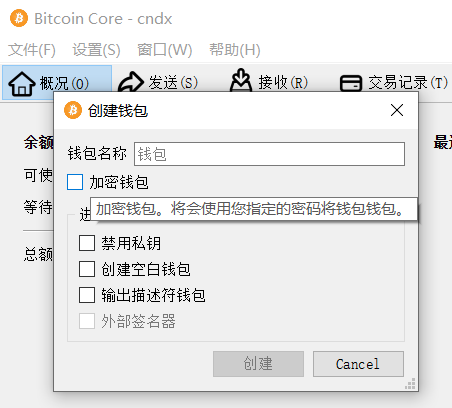 Bitcoin Core - cndx
文件(F) 设置(S) 窗口(W) 帮助(H)
概况(O) 发送(S) 接收(R) 交易记录(T)
创建钱包
余额
最近
钱包名称 钱包
可使
加密钱包
加密钱包。将会使用您指定的密码将钱包钱包。
等待
进
禁用私钥
总额
创建空白钱包
输出描述符钱包
外部签名器
创建 Cancel